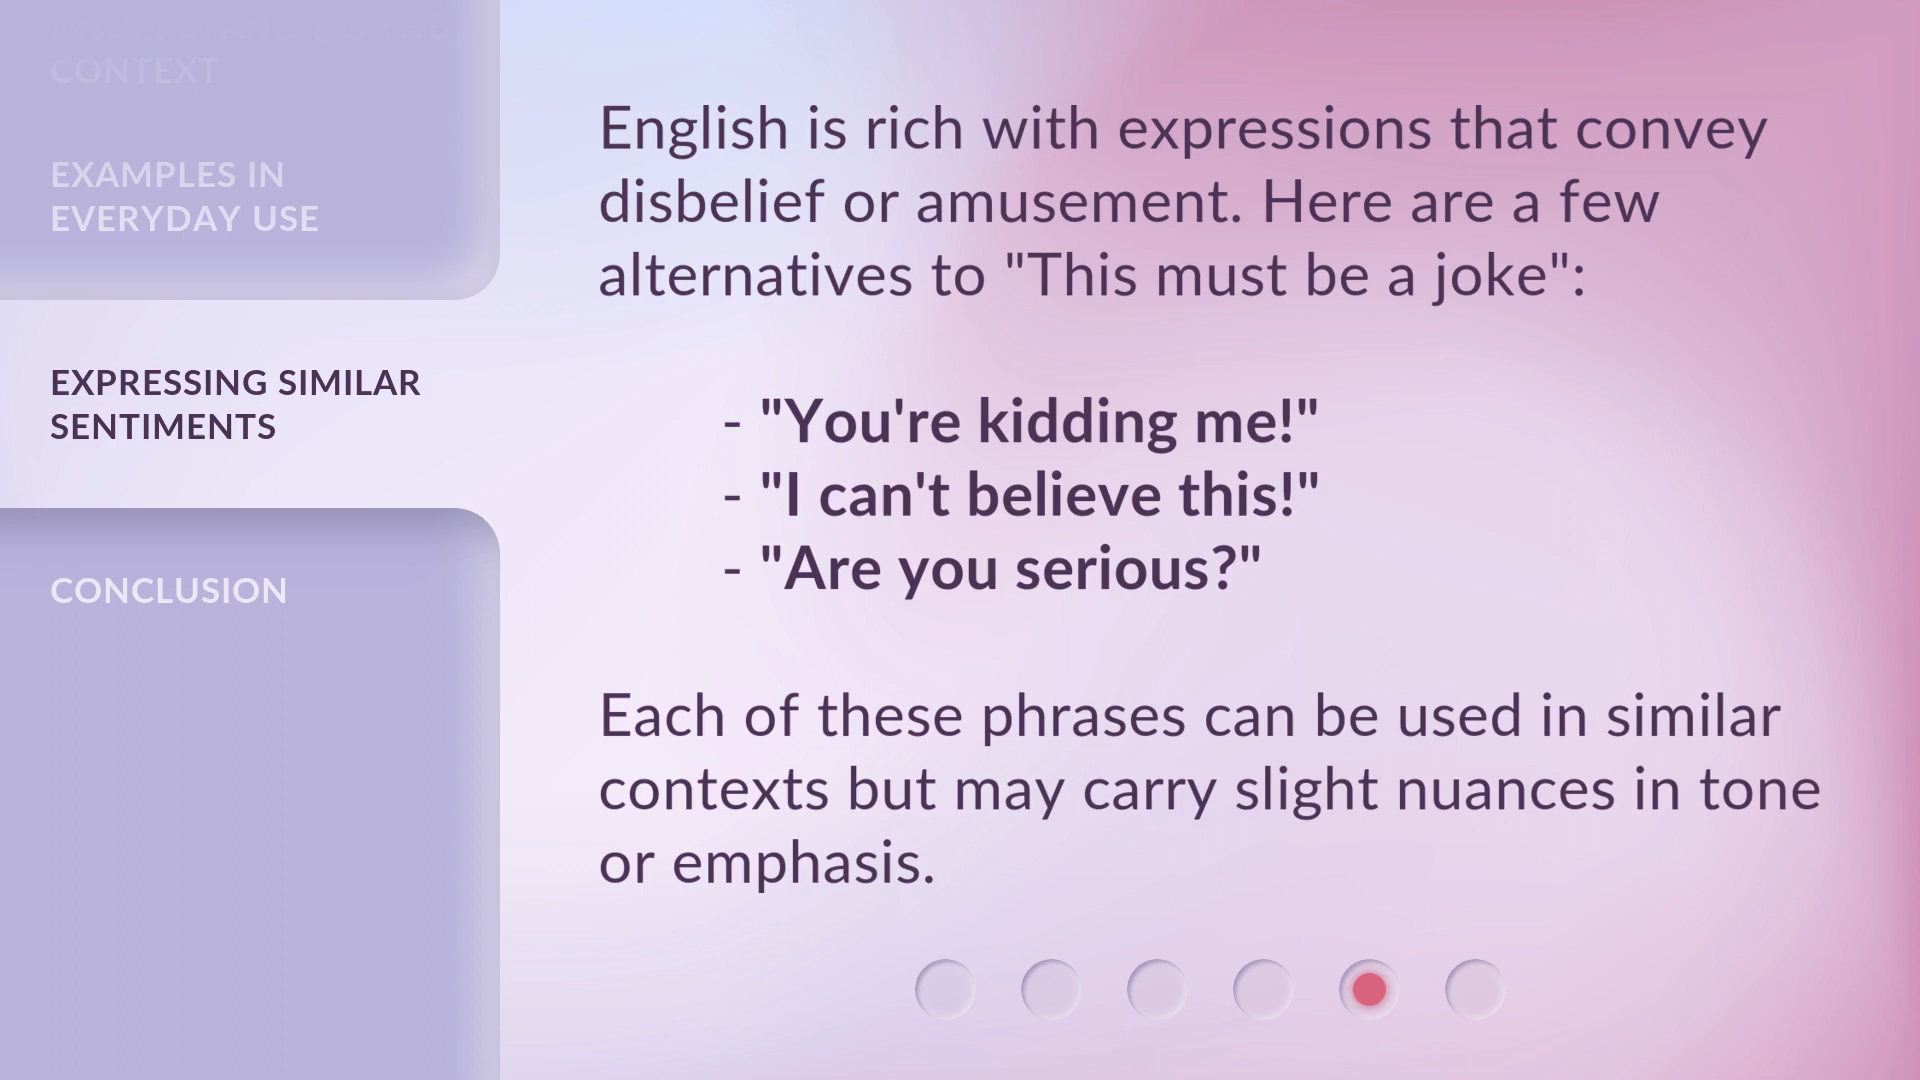 UNDERSTANDING THE
CONTEXT
EXAMPLES IN
EVERYDAY USE
EXPRESSING SIMILAR
SENTIMENTS
CONCLUSION
English is rich with expressions that convey
disbelief or amusement. Here are a few
alternatives to "This must be a joke":
- "You're kidding me!"
- "I can't believe this!"
- "Are you serious?"
Each of these phrases can be used in similar
contexts but may carry slight nuances in tone
or emphasis.